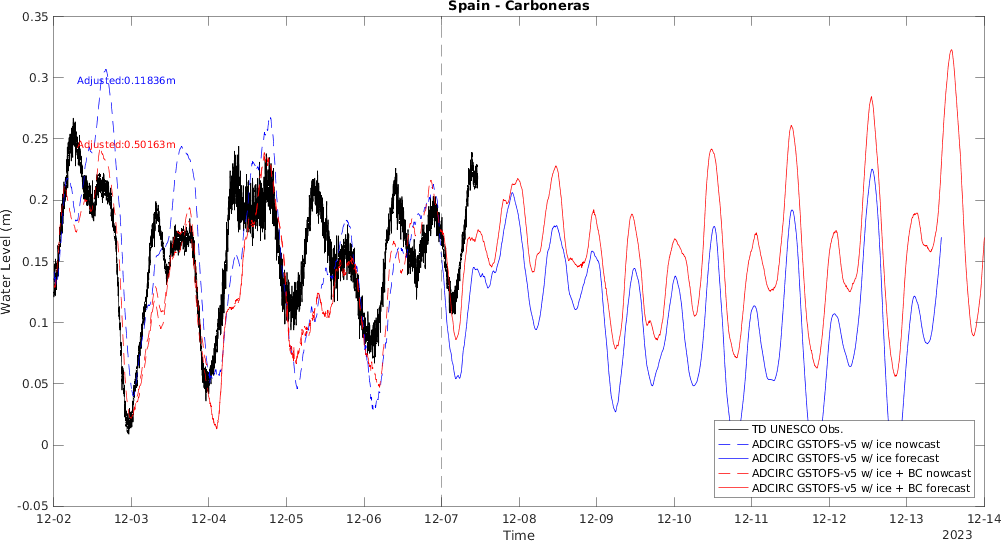 Spain - Carboneras
0.35
0.3
0.25
0.2
0.15
0.1
0.05
0
-0.05
Water Level (m)
Adjusted:0.11836m
Adjusted:0.50163m
TD UNESCO Obs.
ADCIRC GSTOFS-v5 w/ ice nowcast
ADCIRC GSTOFS-v5 w/ ice forecast
ADCIRC GSTOFS-v5 w/ ice + BC nowcast
ADCIRC GSTOFS-v5 w/ ice + BC forecast
12-02 12-03 12-04 12-05 12-06 12-07 12-08 12-09 12-10 12-11 12-12 12-13 12-14
Time
2023